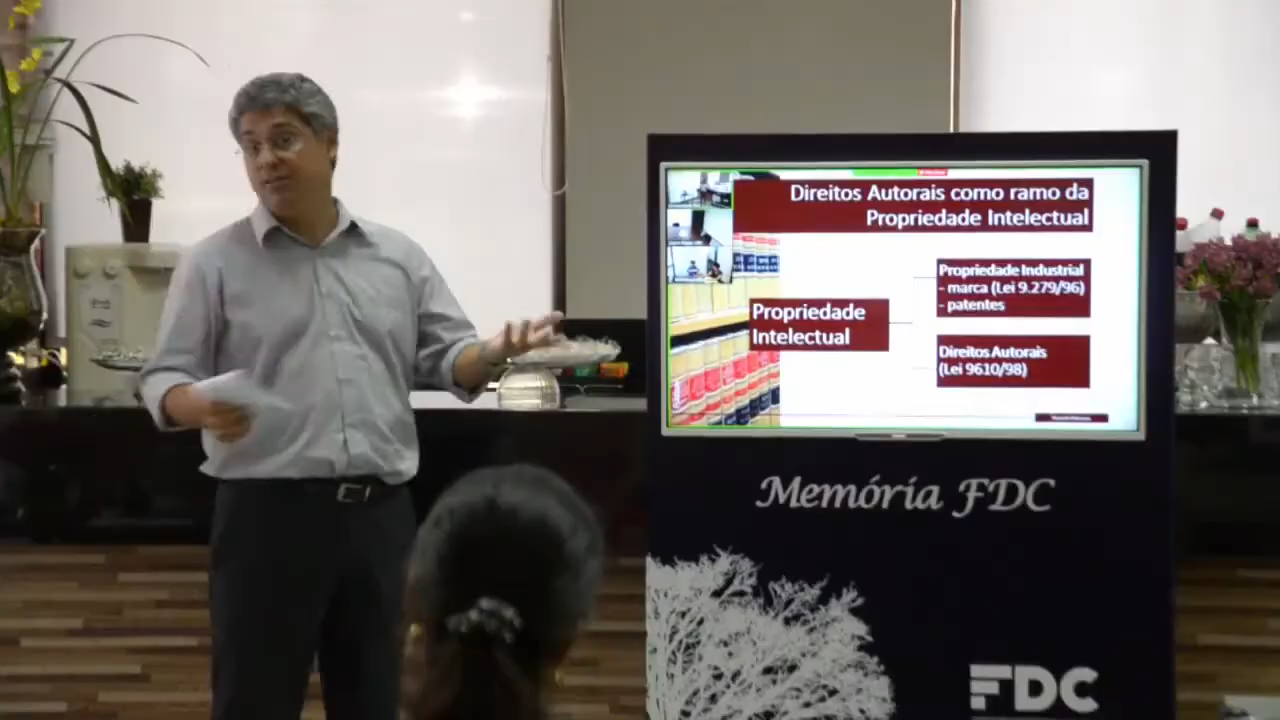 Direitos Autorais como ramo da
Propriedade Intelectual
Propriedade Industrial
- marca (Lei 9.279/96)
- patentes
Propriedade
Intelectual
Direitos Autorais
(Lei 9610/98)
Memória FDC
FDC